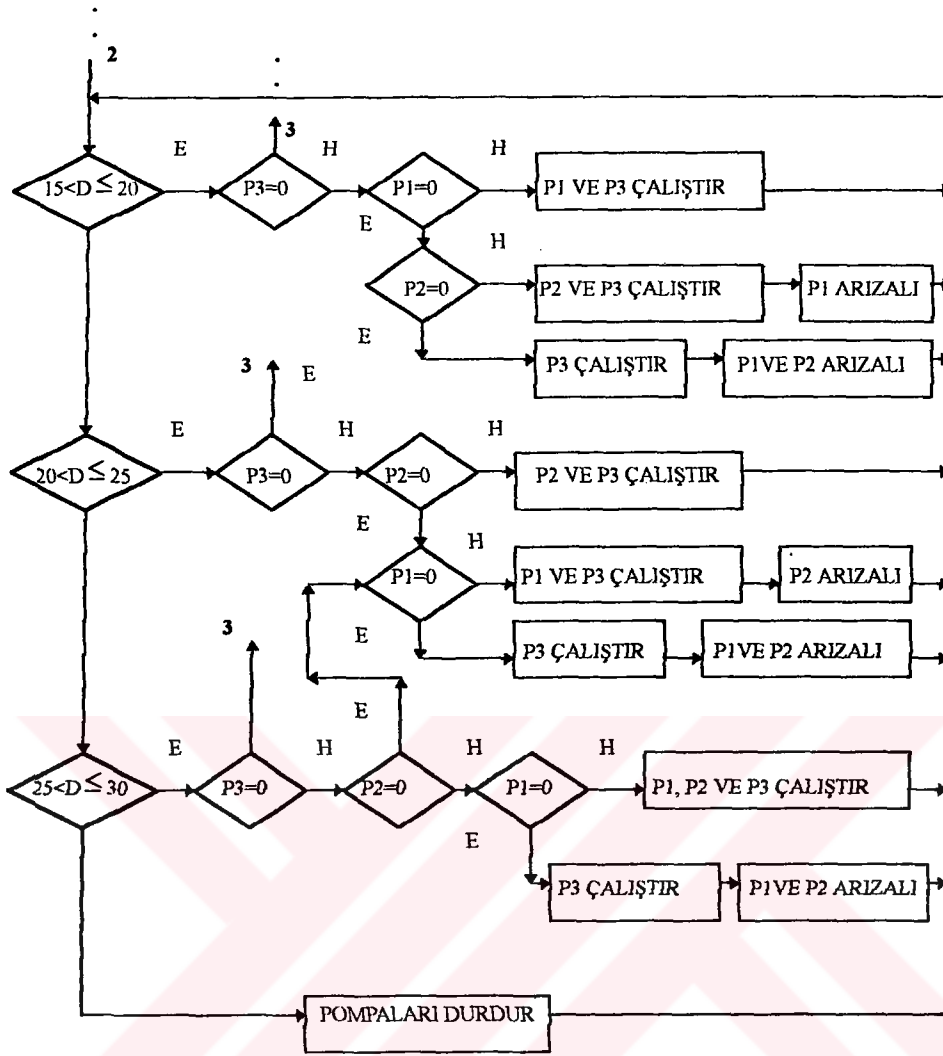 2
3
E
H
H
15<D ≤ 20
P3=0
P1=0
P1 VE P3 ÇALIŞTIR
E
H
P2=0
P2 VE P3 ÇALIŞTIR
P1 ARIZALI
E
P3 ÇALIŞTIR
P1VE P2 ARIZALI
3
E
E
H
H
20<D ≤ 25
P3=0
P2=0
P2 VE P3 ÇALIŞTIR
E
H
P1=0
P1 VE P3 ÇALIŞTIR
P2 ARIZALI
3
E
P3 ÇALIŞTIR
P1VE P2 ARIZALI
E
E
H
H
H
25<D ≤ 30
P3=0
P2=0
P1=0
P1, P2 VE P3 ÇALIŞTIR
E
P3 ÇALIŞTIR
P1VE P2 ARIZALI
POMPALARI DURDUR